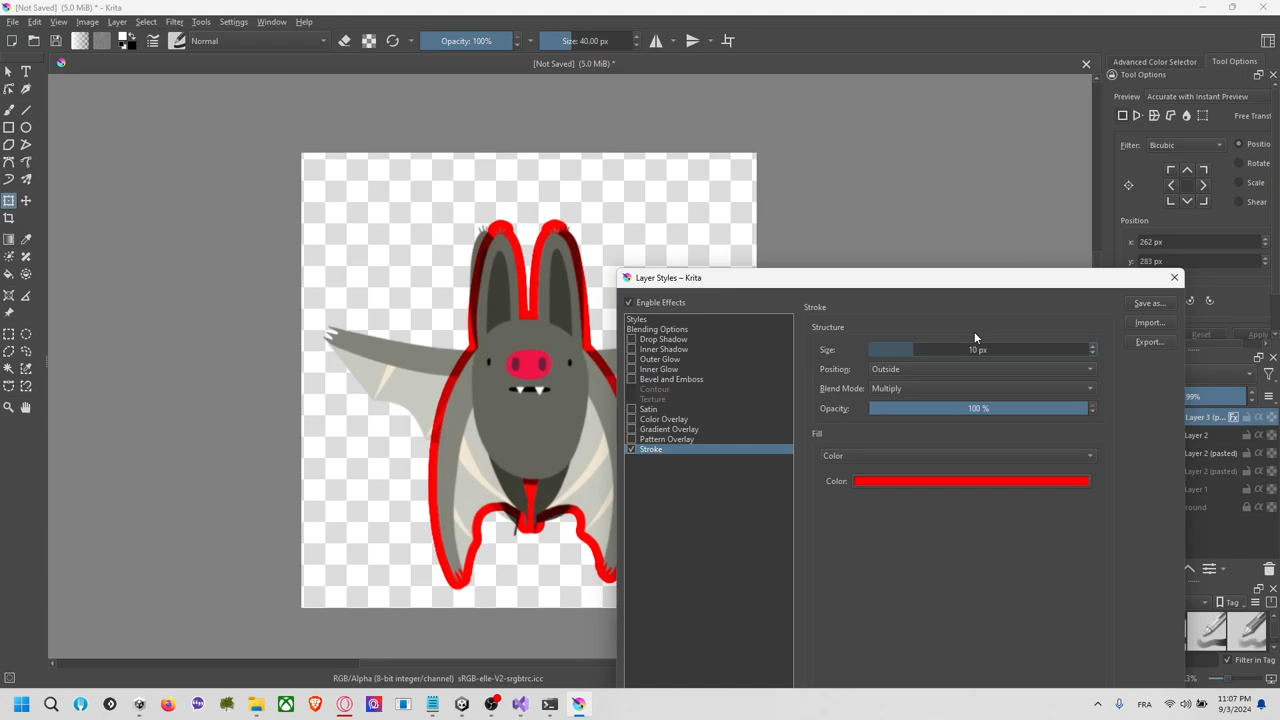 [Not Saved] (5.0 MiB) * - Krita
File Edit View Image Layer Select Filter Tools Settings Window Help
Normal Opacity: 100% Size: 40.00 px
[Not Saved] (5.0 MiB) *
Advanced Color Selector Tool Options
Tool Options
Preview Accurate with Instant Preview
Free Transf
Filter: Bicubic Positio
Rotate
Scale
Shear
Position
x: 262 px
y: 283 px
Reset Apply
Layer Styles – Krita
Enable Effects
Styles
Blending Options
Drop Shadow
Inner Shadow
Outer Glow
Inner Glow
Bevel and Emboss
Contour
Texture
Satin
Color Overlay
Gradient Overlay
Pattern Overlay
Stroke
Stroke
Structure
Size: 10 px
Position: Outside
Blend Mode: Multiply
Opacity: 100 %
Fill
Color
Color:
Save as...
Import...
Export...
99%
Layer 3 (p...
Layer 2
Layer 2 (pasted)
Layer 2 (pasted)
Layer 1
round
Tag
Filter in Tag
RGB/Alpha (8-bit integer/channel) sRGB-elle-V2-srgbtrc.icc
FRA
11:07 PM
9/3/2024